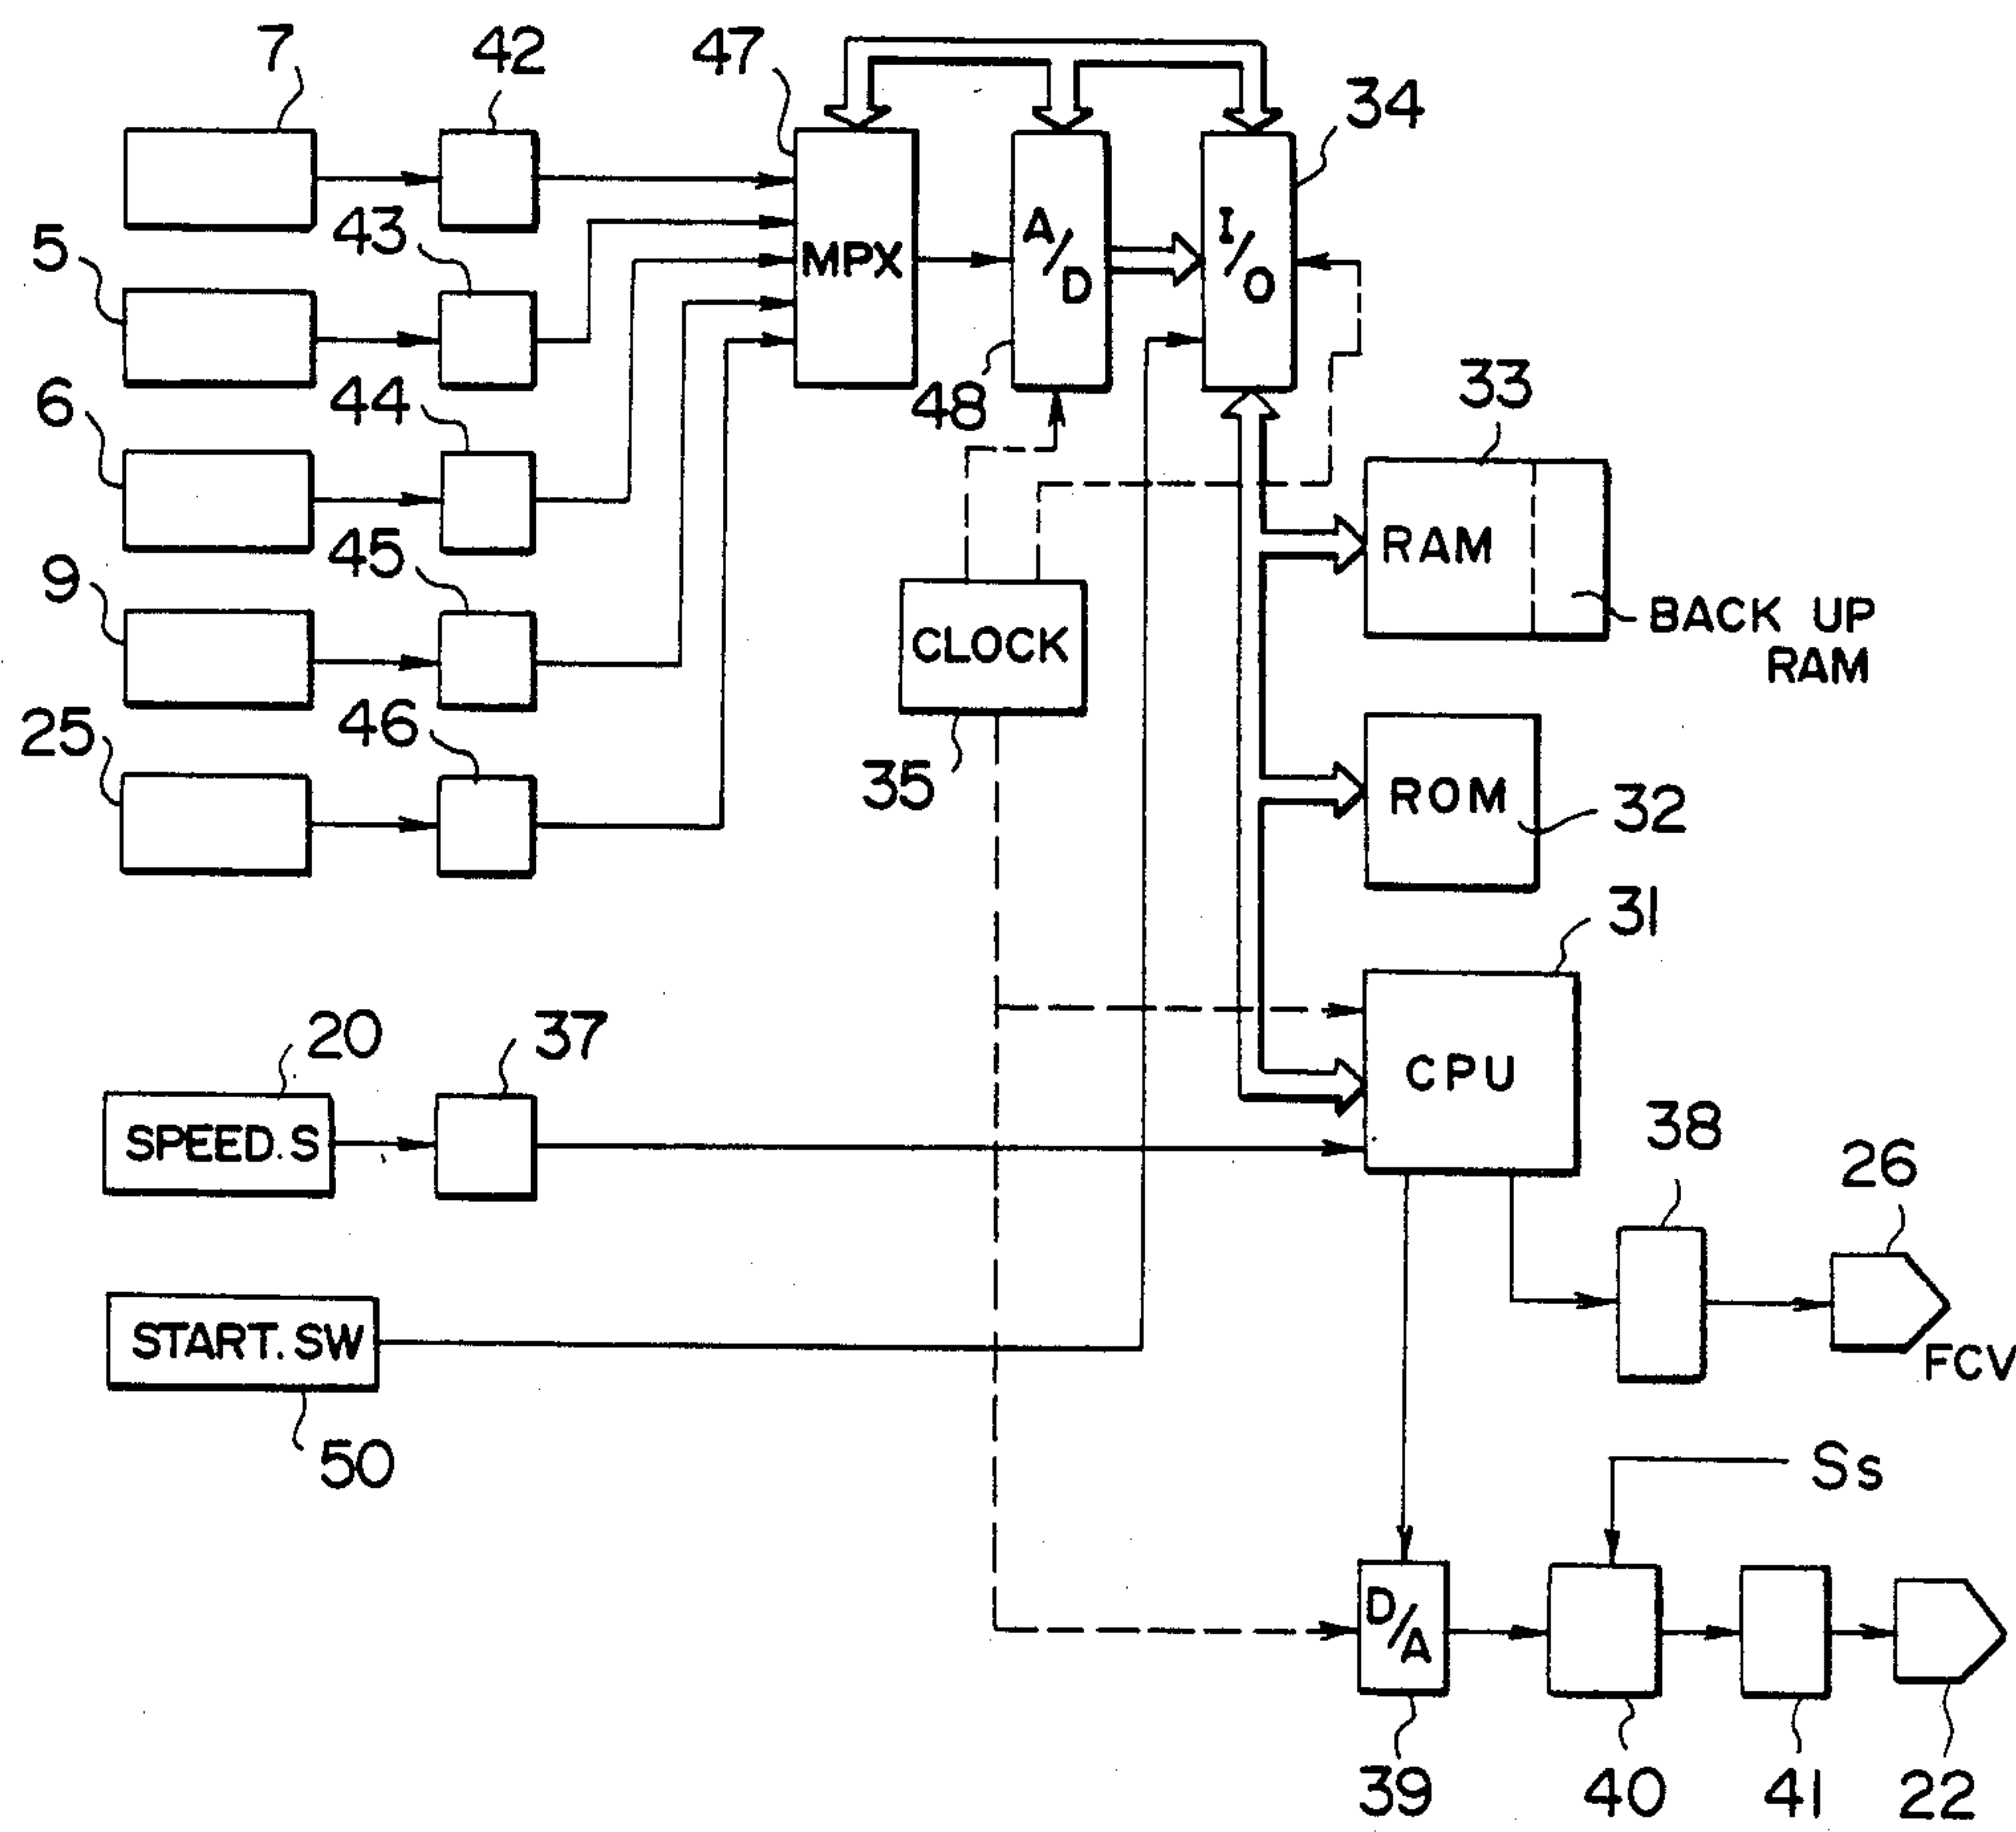 7
42
47
34
5
43
MPX
A/D
I/O
6
44
48
33
9
45
RAM
BACK UP
RAM
CLOCK
25
46
35
ROM
32
31
20
37
CPU
SPEED. S
38
26
FCV
START. SW
50
Ss
D/A
39
40
41
22